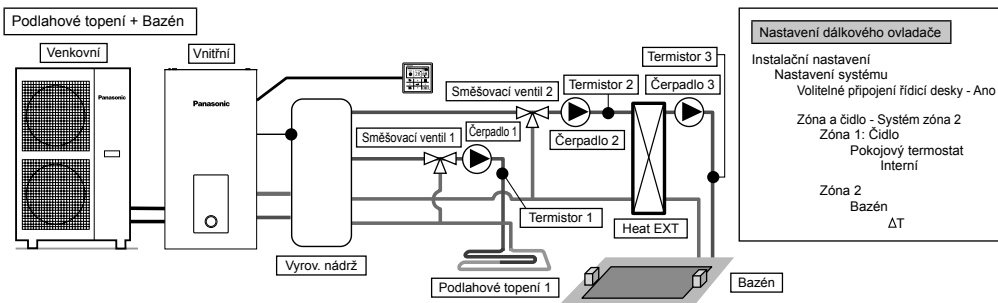 Podlahové topení + Bazén
Venkovní
Vnitřní
Panasonic
Panasonic
Směšovací ventil 1
Čerpadlo 1
Směšovací ventil 2
Termistor 2
Čerpadlo 2
Termistor 3
Čerpadlo 3
Termistor 1
Heat EXT
Vyrov. nádrž
Podlahové topení 1
Bazén
Nastavení dálkového ovladače
Instalační nastavení
Nastavení systému
Volitelné připojení řídicí desky - Ano
Zóna a čidlo - Systém zóna 2
Zóna 1: Čidlo
Pokojový termostat
Interní
Zóna 2
Bazén
ΔT